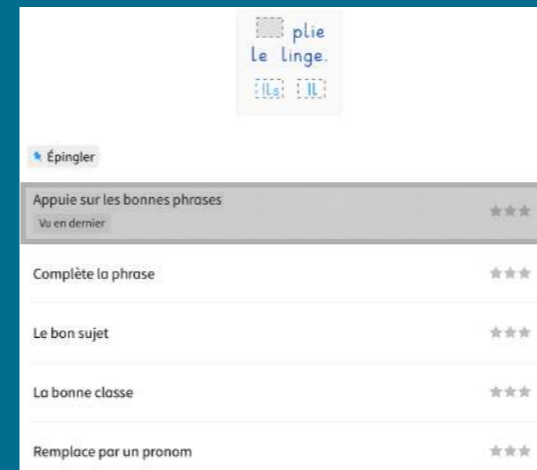 plie
le linge.
Ils Il
Épingler
Appuie sur les bonnes phrases
Vu en dernier
Complète la phrase
Le bon sujet
La bonne classe
Remplace par un pronom